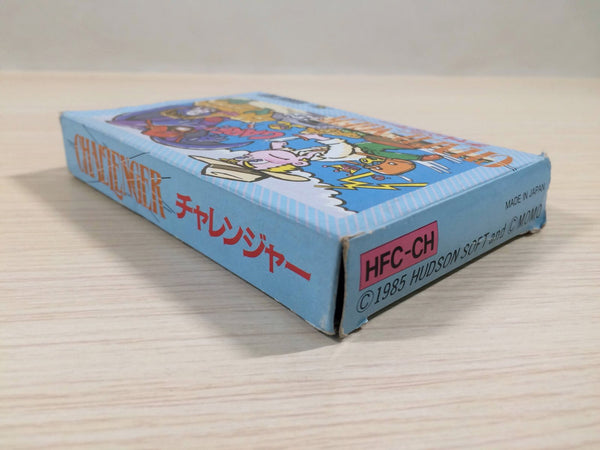 CHALLENGER
チャレンジャー
MADE IN JAPAN
HFC-CH
©1985 HUDSON SOFT and © MOMO